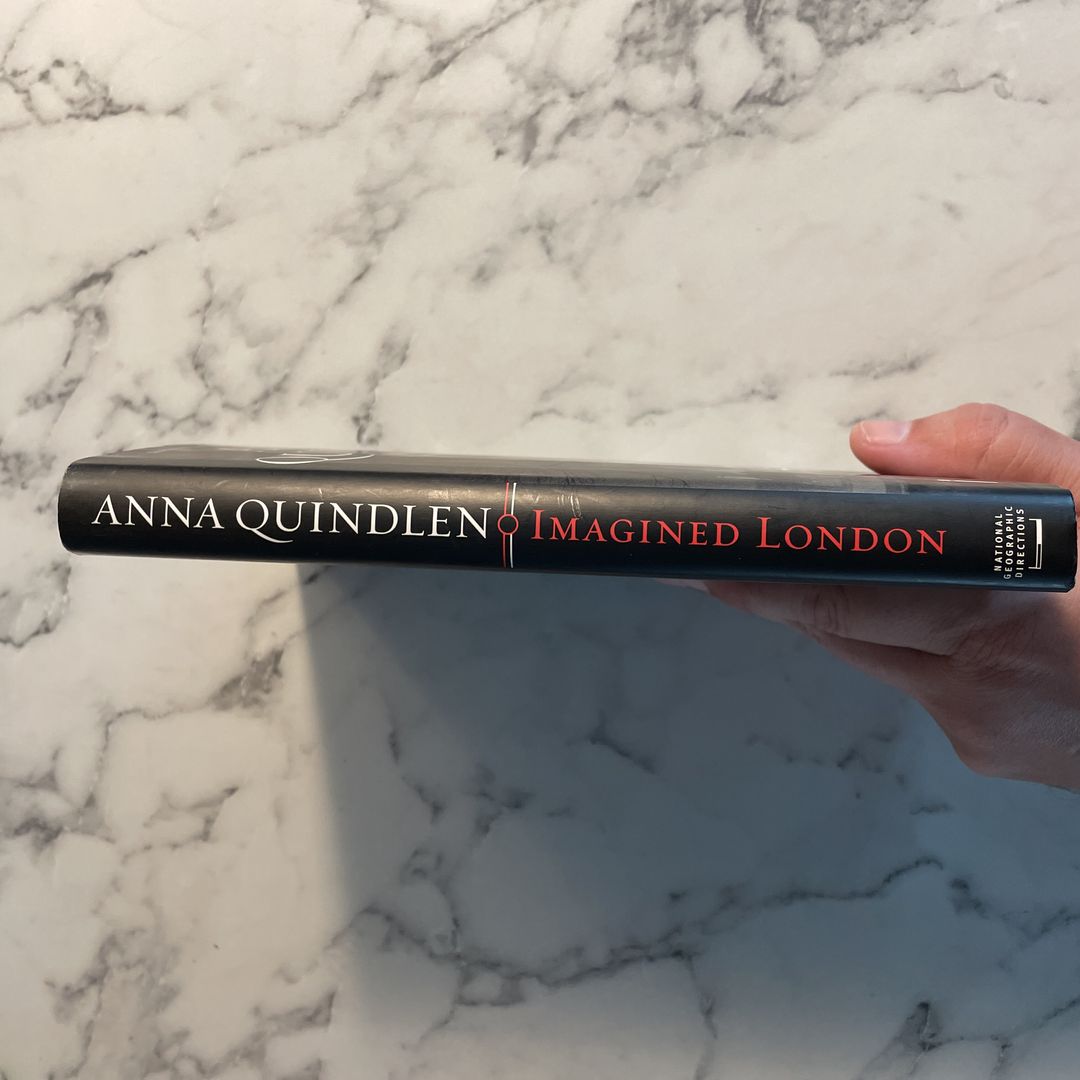 ANNA QUINDLEN
IMAGINED LONDON
NATIONAL
GEOGRAPHIC
DIRECTIONS